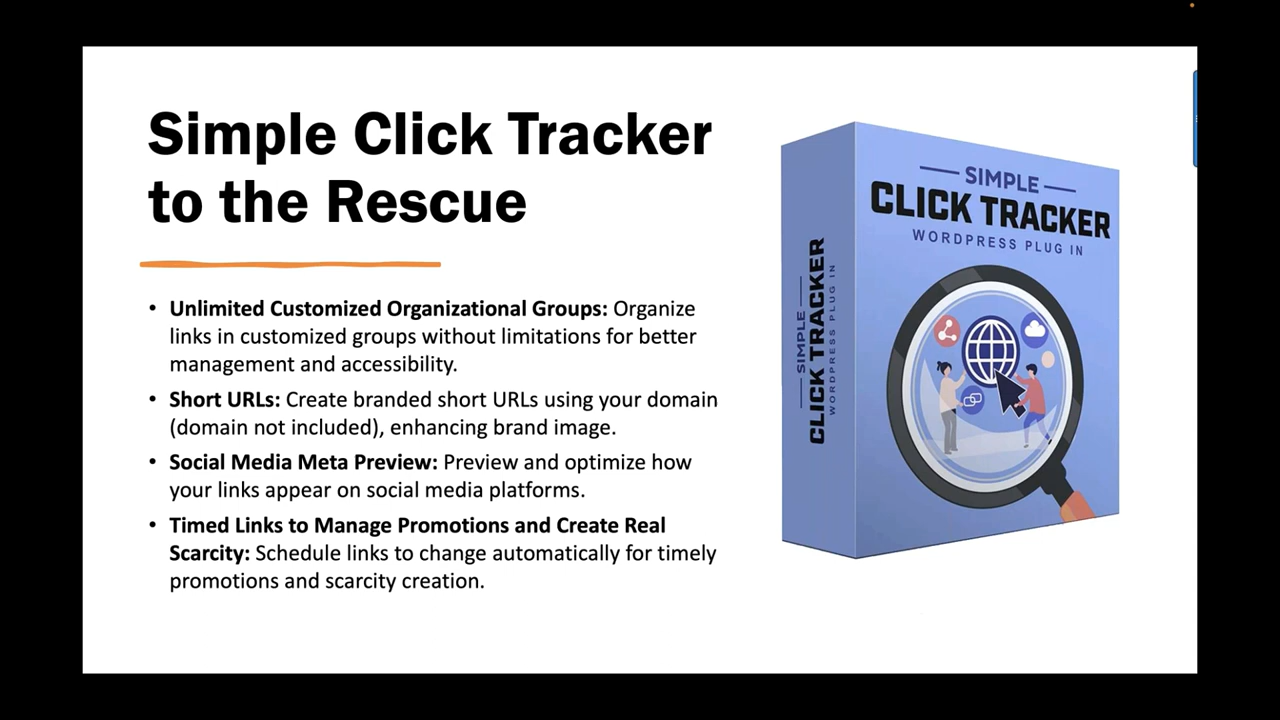 Simple Click Tracker
to the Rescue
• Unlimited Customized Organizational Groups: Organize
links in customized groups without limitations for better
management and accessibility.
• Short URLs: Create branded short URLs using your domain
(domain not included), enhancing brand image.
• Social Media Meta Preview: Preview and optimize how
your links appear on social media platforms.
• Timed Links to Manage Promotions and Create Real
Scarcity: Schedule links to change automatically for timely
promotions and scarcity creation.
SIMPLE
CLICK TRACKER
WORDPRESS PLUG IN
SIMPLE
CLICK TRACKER
WORDPRESS PLUG IN